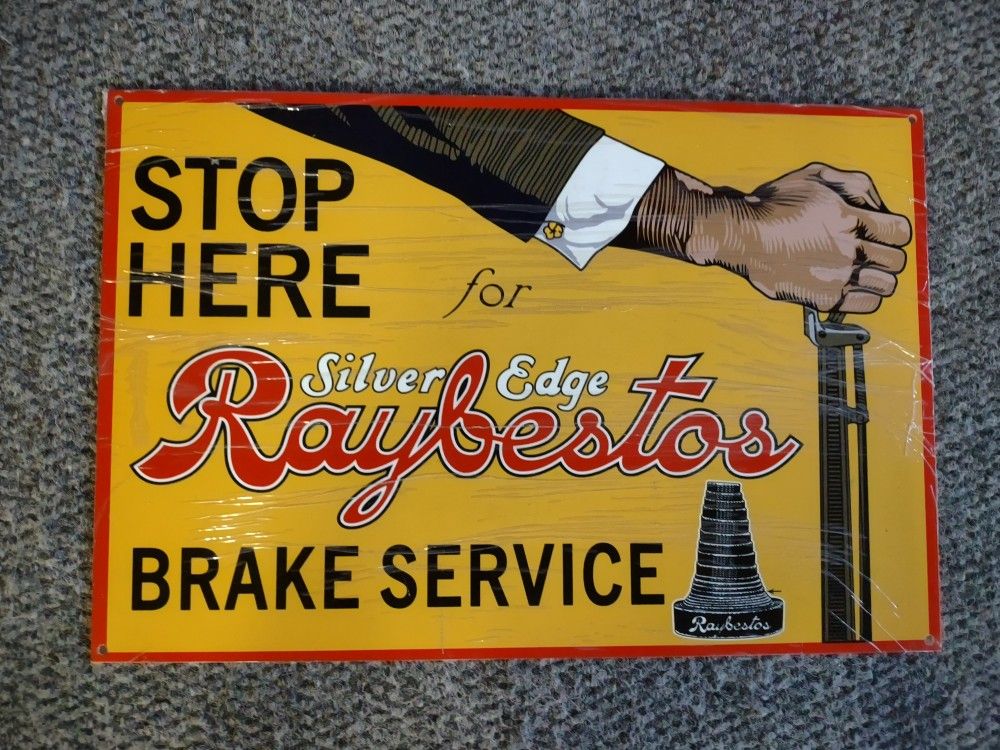 STOP
HERE
for
Silver Edge
Raybestos
BRAKE SERVICE
Raybestos